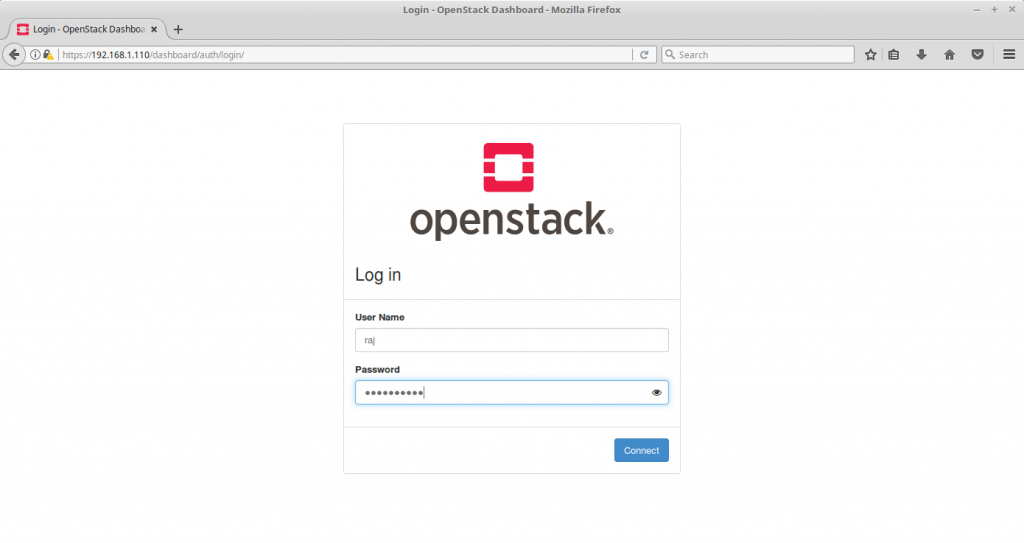 Login - OpenStack Dashboard - Mozilla Firefox
Login - OpenStack Dashboa
https://192.168.1.110/dashboard/auth/login/
Search
openstack®
Log in
User Name
raj
Password
●●●●●●●●●●
Connect